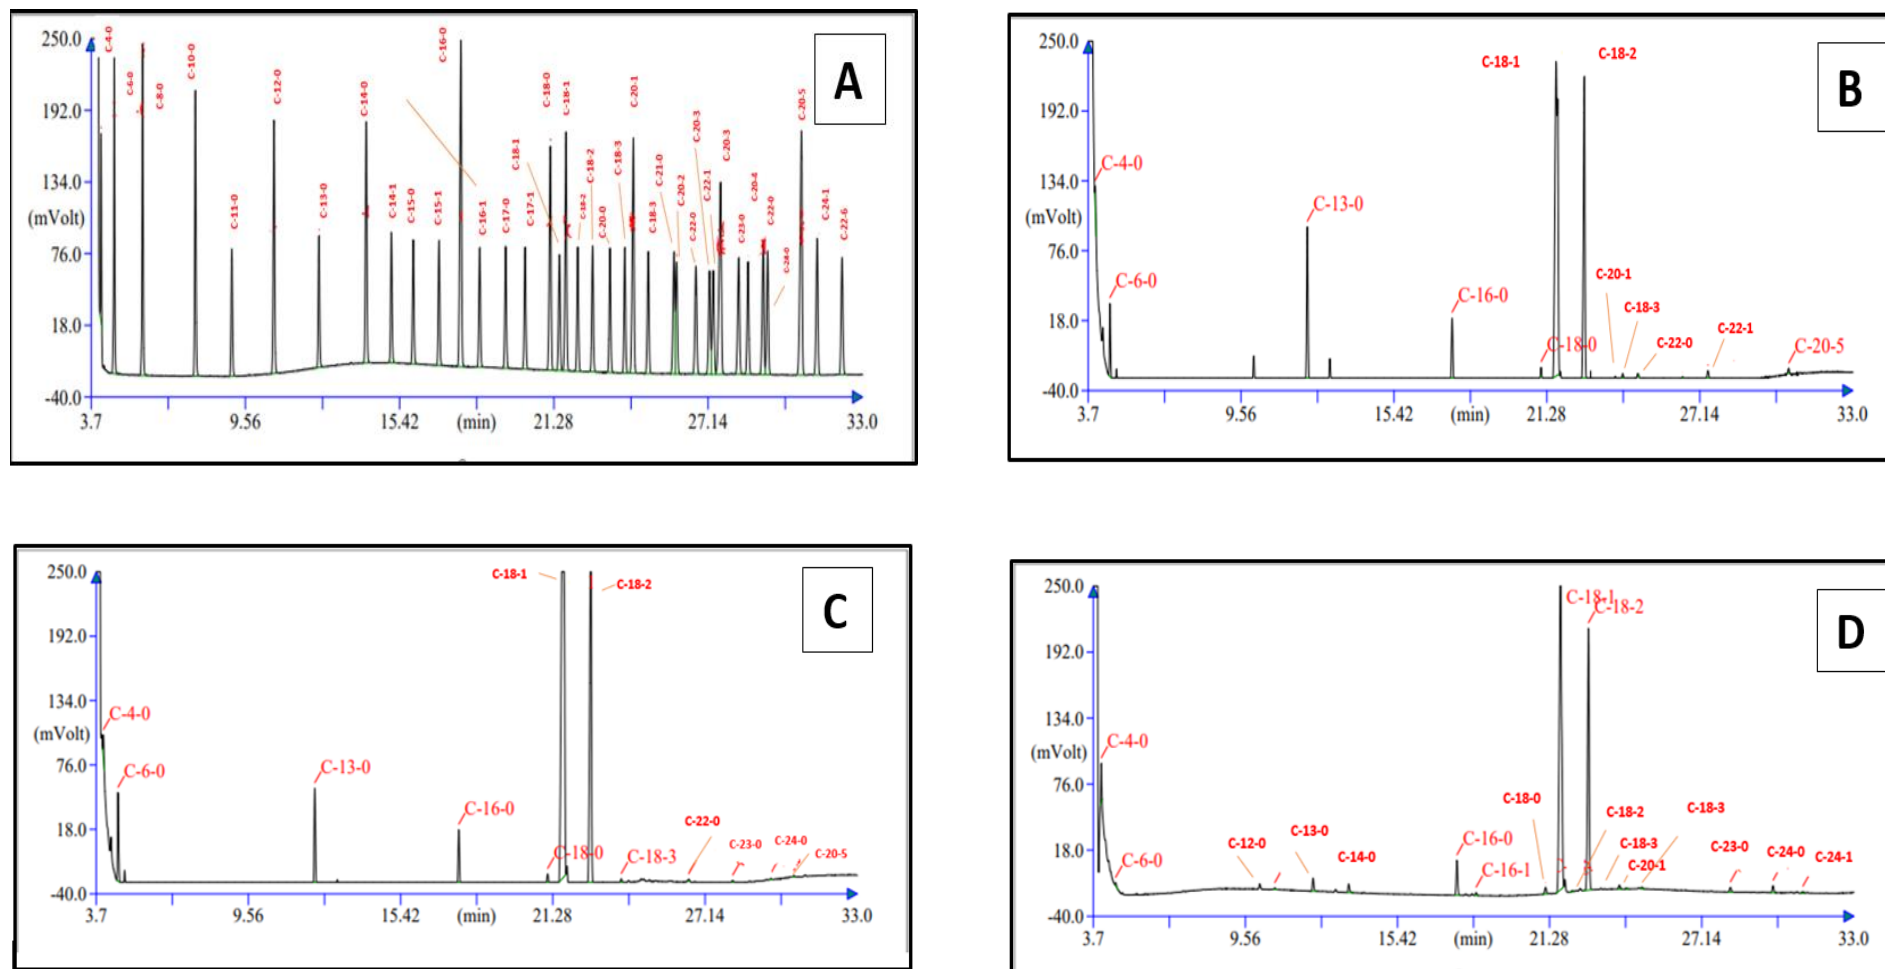 A
250.0
192.0
134.0
(mVolt)
76.0
18.0
-40.0
3.7
9.56
15.42
(min)
21.28
27.14
33.0
C-4-0
C-6-0
C-8-0
C-10-0
C-11-0
C-12-0
C-13-0
C-14-0
C-14-1
C-15-0
C-15-1
C-16-0
C-16-1
C-17-0
C-17-1
C-18-1
C-18-0
C-18-1
C-18-2
C-18-2
C-20-0
C-18-3
C-20-1
C-18-3
C-21-0
C-20-2
C-22-0
C-20-3
C-22-1
C-20-3
C-23-0
C-20-4
C-22-0
C-24-0
C-20-5
C-24-1
C-22-6
B
250.0
192.0
134.0
(mVolt)
76.0
18.0
-40.0
3.7
9.56
15.42
(min)
21.28
27.14
33.0
C-4-0
C-6-0
C-13-0
C-16-0
C-18-0
C-18-1
C-18-2
C-20-1
C-18-3
C-22-0
C-22-1
C-20-5
C
250.0
192.0
134.0
(mVolt)
76.0
18.0
-40.0
3.7
9.56
15.42
(min)
21.28
27.14
33.0
C-4-0
C-6-0
C-13-0
C-16-0
C-18-0
C-18-1
C-18-2
C-18-3
C-22-0
C-23-0
C-24-0
C-20-5
D
250.0
192.0
134.0
(mVolt)
76.0
18.0
-40.0
3.7
9.56
15.42
(min)
21.28
27.14
33.0
C-4-0
C-6-0
C-12-0
C-13-0
C-14-0
C-16-0
C-16-1
C-18-0
C-18-1
C-18-2
C-18-2
C-18-3
C-20-1
C-18-3
C-23-0
C-24-0
C-24-1